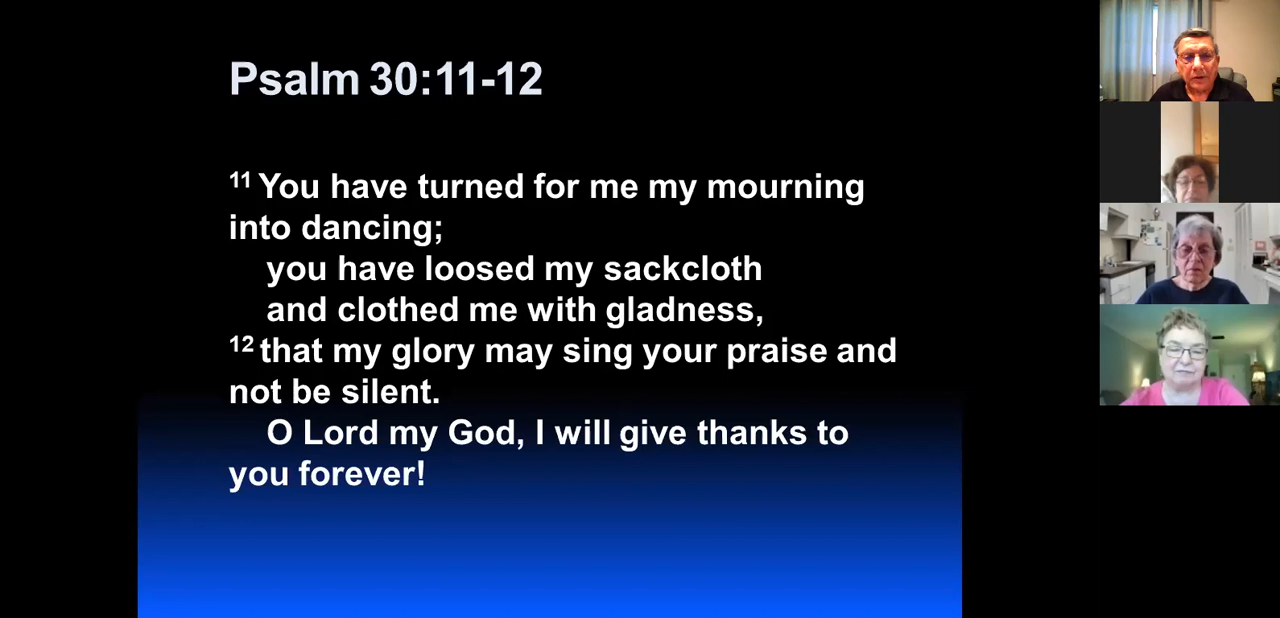 Psalm 30:11-12
11 You have turned for me my mourning
into dancing;
you have loosed my sackcloth
and clothed me with gladness,
12 that my glory may sing your praise and
not be silent.
O Lord my God, I will give thanks to
you forever!